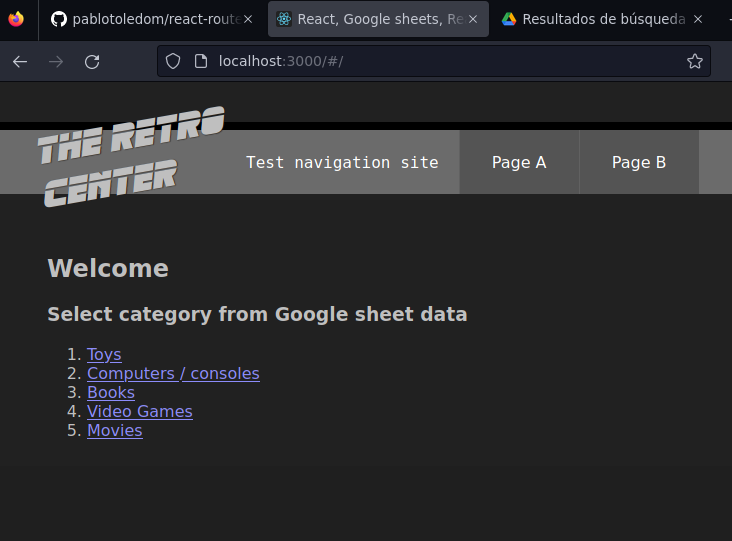 pablotoledom/react-route
React, Google sheets, Re
Resultados de búsqueda
localhost:3000/#/
THE RETRO
CENTER
Test navigation site
Page A
Page B
Welcome
Select category from Google sheet data
1. Toys
2. Computers / consoles
3. Books
4. Video Games
5. Movies